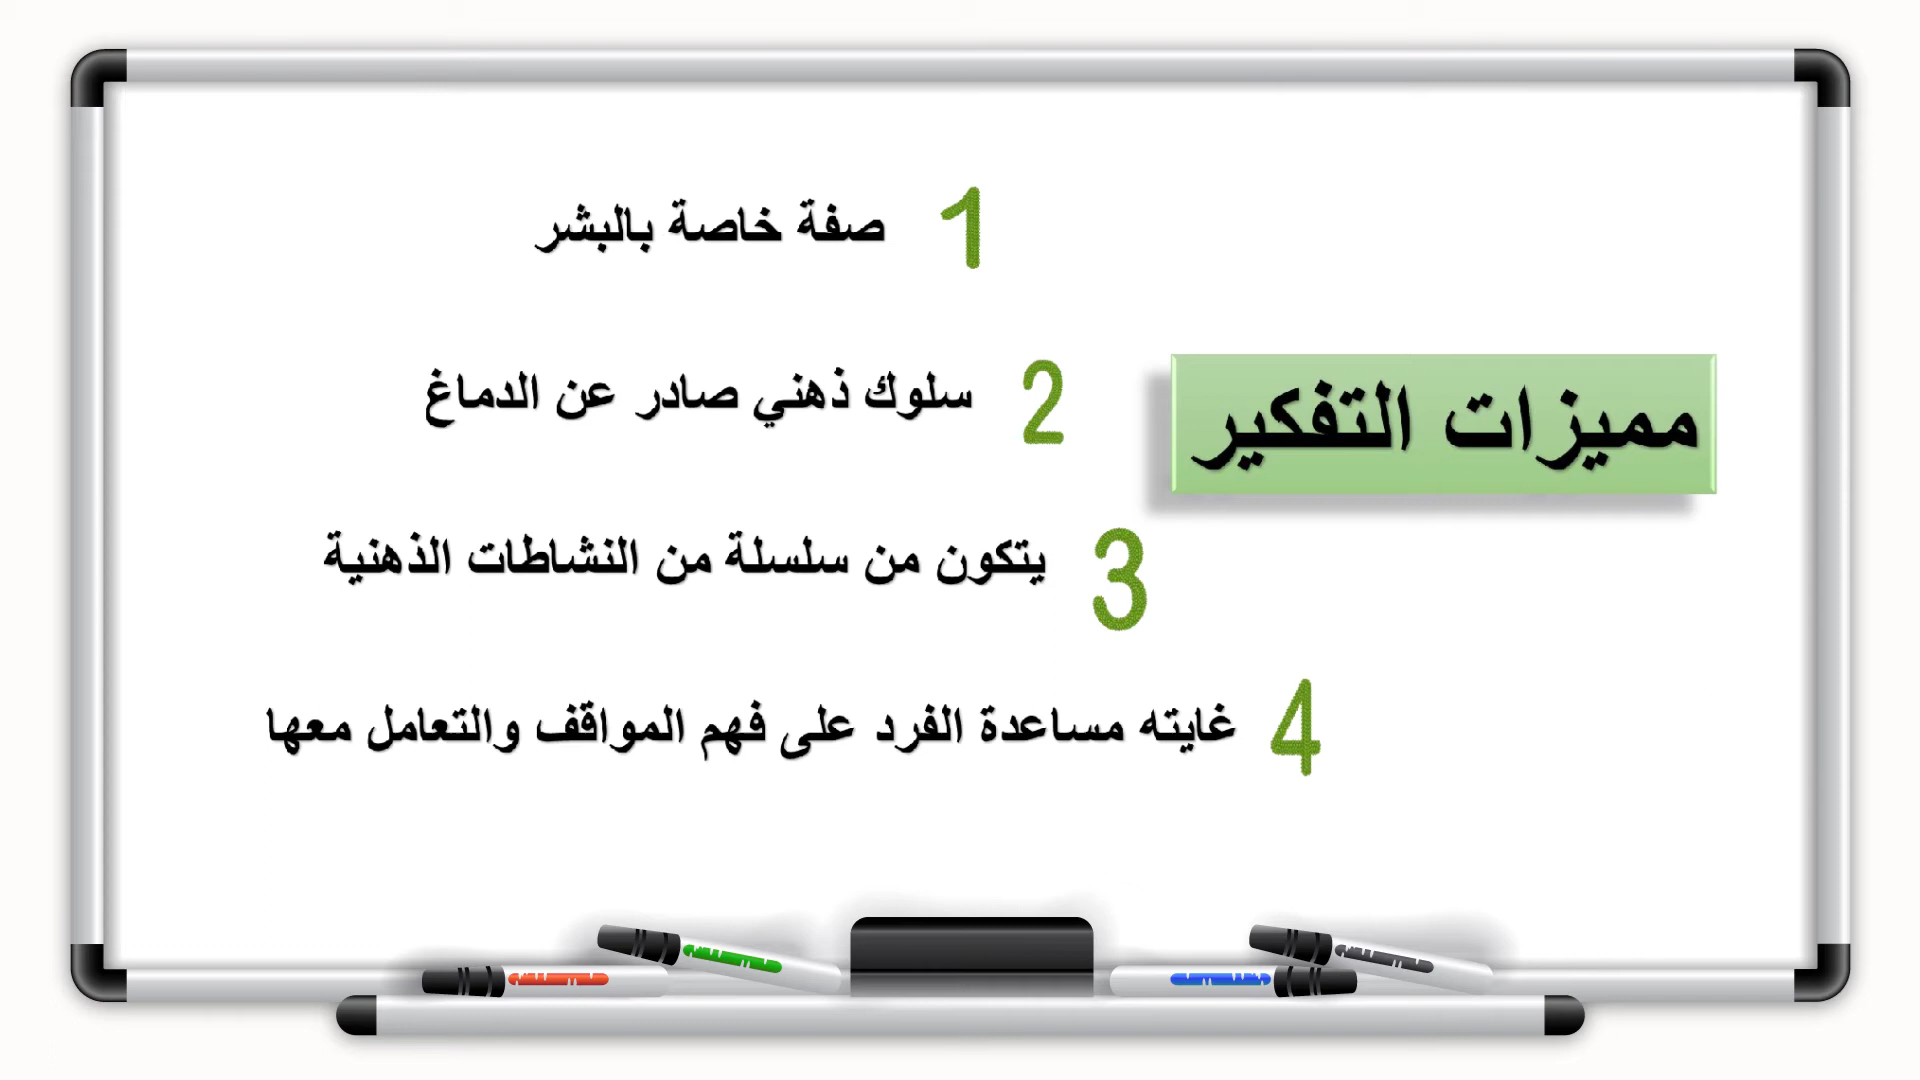 مميزات التفكير
1 صفة خاصة بالبشر
2 سلوك ذهني صادر عن الدماغ
3 يتكون من سلسلة من النشاطات الذهنية
4 غايته مساعدة الفرد على فهم المواقف والتعامل معها